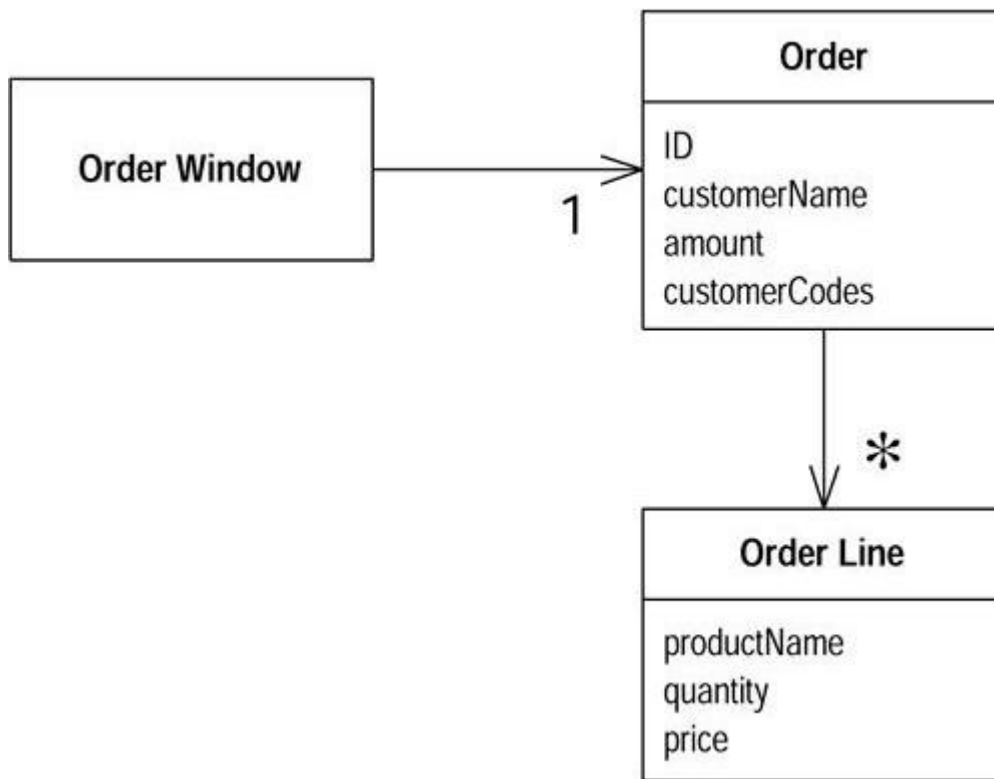 Order
Order Window
ID
customerName
1
amount
customerCodes
*
Order Line
productName
quantity
price